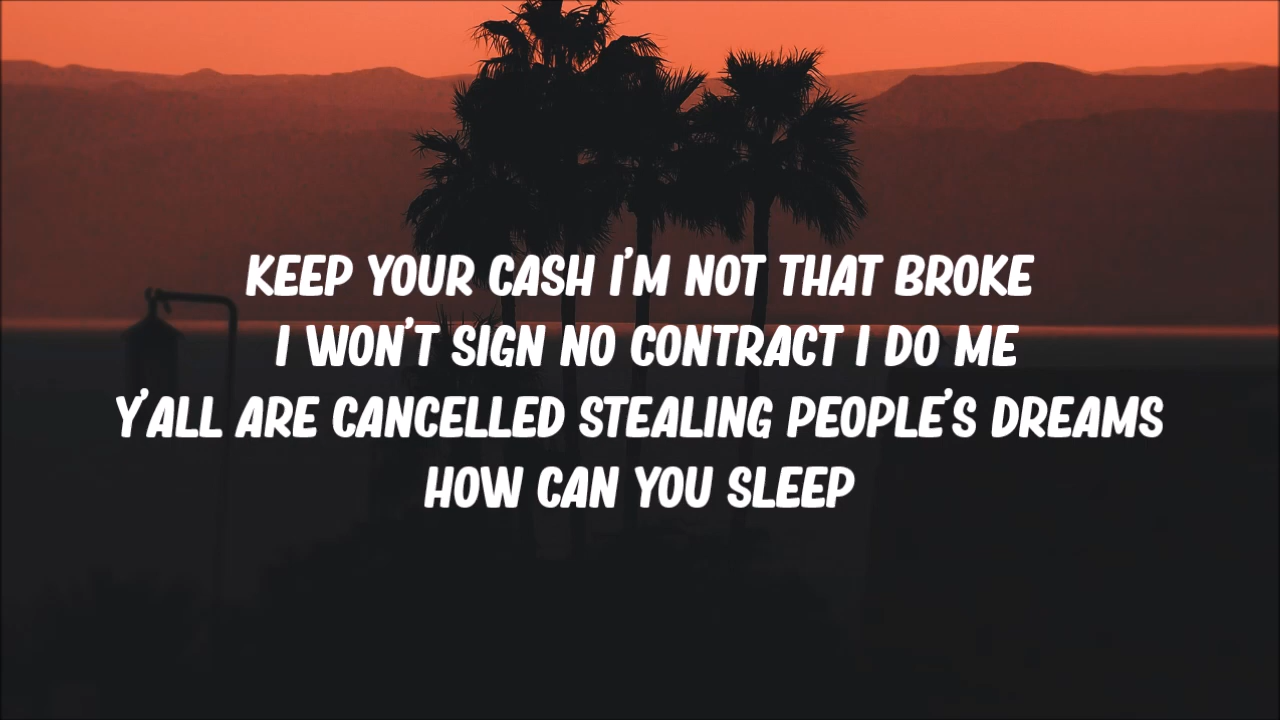 KEEP YOUR CASH I'M NOT THAT BROKE
I WON'T SIGN NO CONTRACT I DO ME
Y'ALL ARE CANCELLED STEALING PEOPLE'S DREAMS
HOW CAN YOU SLEEP